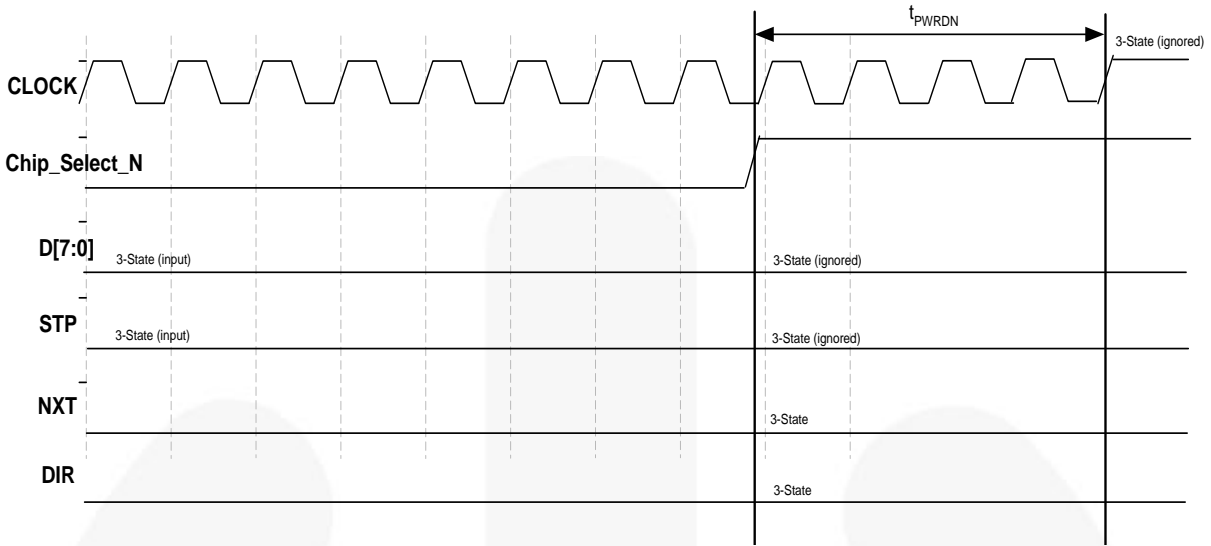 tPWRDN
3-State (ignored)
CLOCK
Chip_Select_N
D[7:0]
3-State (input)
3-State (ignored)
STP
3-State (input)
3-State (ignored)
NXT
3-State
DIR
3-State